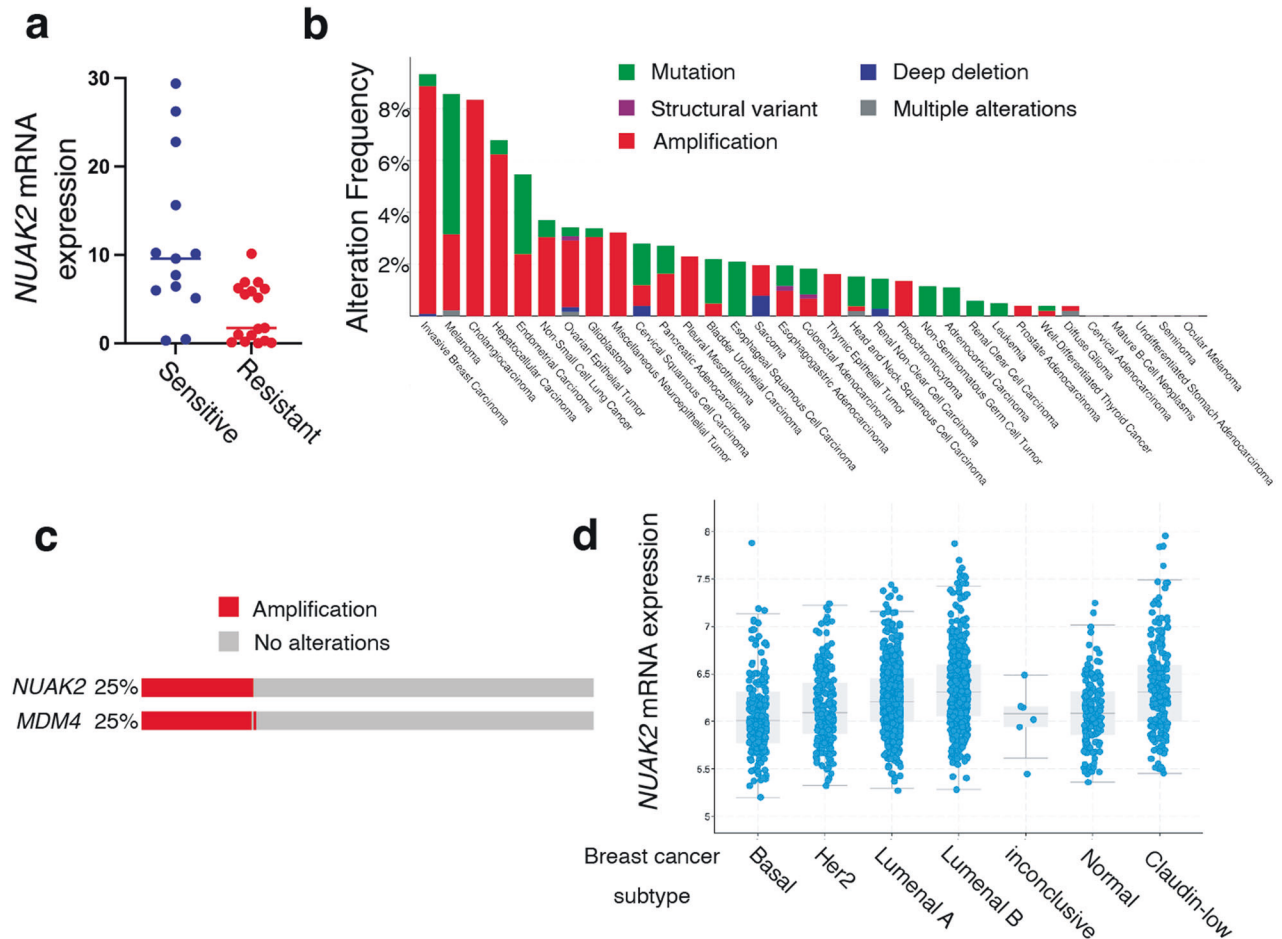 a
NUAK2 mRNA
expression
30
20
10
0
Sensitive
Resistant
b
Alteration Frequency
8%
6%
4%
2%
Mutation
Structural variant
Amplification
Deep deletion
Multiple alterations
Invasive Breast Carcinoma
Melanoma
Cholangiocarcinoma
Hepatocellular Carcinoma
Endometrial Carcinoma
Non-Small Cell Lung Cancer
Ovarian Epithelial Tumor
Glioblastoma
Miscellaneous Neuroepithelial Tumor
Cervical Squamous Cell Carcinoma
Pancreatic Adenocarcinoma
Pleural Mesothelioma
Bladder Urothelial Carcinoma
Esophageal Squamous Cell Carcinoma
Sarcoma
Esophagogastric Adenocarcinoma
Colorectal Adenocarcinoma
Thymic Epithelial Tumor
Head and Neck Squamous Cell Carcinoma
Renal Non-Clear Cell Carcinoma
Pheochromocytoma
Non-Seminomatous Germ Cell Tumor
Adrenocortical Carcinoma
Renal Clear Cell Carcinoma
Leukemia
Prostate Adenocarcinoma
Well-Differentiated Thyroid Cancer
Diffuse Glioma
Cervical Adenocarcinoma
Mature B-Cell Neoplasms
Undifferentiated Stomach Adenocarcinoma
Seminoma
Ocular Melanoma
c
Amplification
No alterations
NUAK2 25%
MDM4 25%
d
NUAK2 mRNA expression
8
7.5
7
6.5
6
5.5
5
Breast cancer
subtype
Basal
Her2
Lumenal A
Lumenal B
inconclusive
Normal
Claudin-low